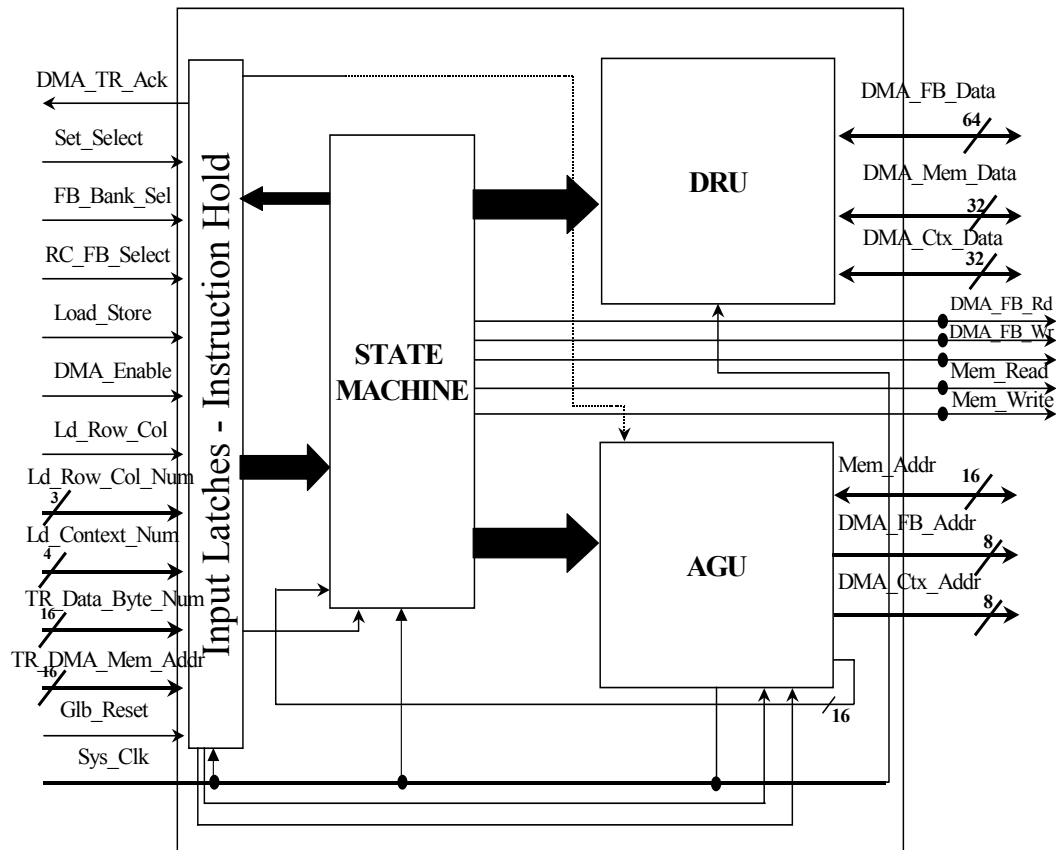 DMA_TR_Ack
Set_Select
FB_Bank_Sel
RC_FB_Select
Load_Store
DMA_Enable
Ld_Row_Col
Ld_Row_Col_Num
3
Ld_Context_Num
4
TR_Data_Byte_Num
16
TR_DMA_Mem_Addr
16
Glb_Reset
Sys_Clk
Input Latches - Instruction Hold
STATE
MACHINE
DRU
AGU
16
DMA_FB_Data
64
DMA_Mem_Data
32
DMA_Ctx_Data
32
DMA_FB_Rd
DMA_FB_Wr
Mem_Read
Mem_Write
Mem_Addr
16
DMA_FB_Addr
8
DMA_Ctx_Addr
8